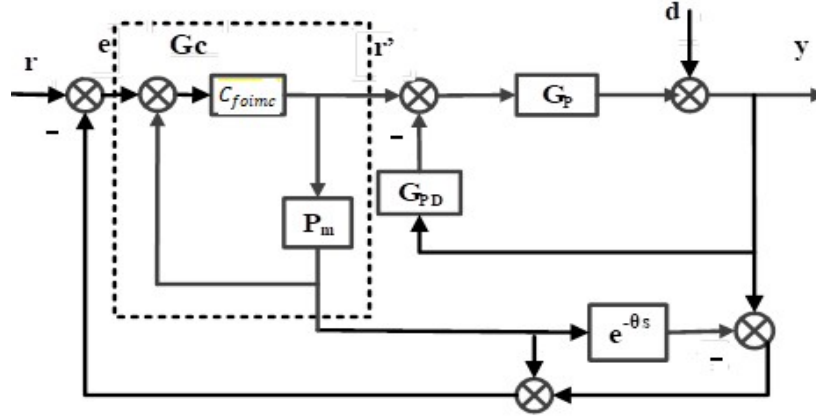 d
e Gc r’ y
r
C_foimc
G_P
-
-
G_PD
P_m
e^-θs
-